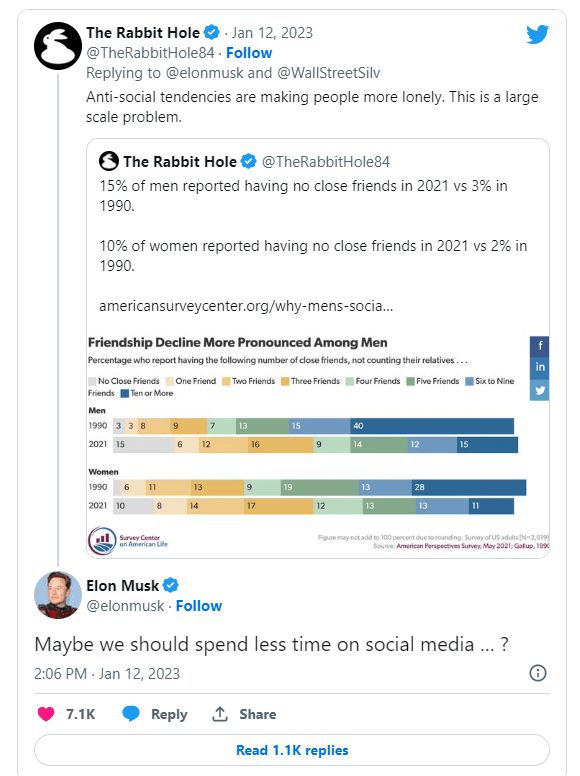 The Rabbit Hole · Jan 12, 2023
@TheRabbitHole84 · Follow
Replying to @elonmusk and @WallStreetSilv
Anti-social tendencies are making people more lonely. This is a large
scale problem.
The Rabbit Hole @TheRabbitHole84
15% of men reported having no close friends in 2021 vs 3% in
1990.
10% of women reported having no close friends in 2021 vs 2% in
1990.
americansurveycenter.org/why-mens-socia...
Friendship Decline More Pronounced Among Men
Percentage who report having the following number of close friends, not counting their relatives . . .
No Close Friends One Friend Two Friends Three Friends Four Friends Five Friends Six to Nine
Friends Ten or More
f
in
Men
1990 3 3 8 9 7 13 15 40
2021 15 6 12 16 9 14 12 15
Women
1990 6 11 13 9 19 13 28
2021 10 8 14 17 12 13 13 11
Survey Center
on American Life
Figure may not add to 100 percent due to rounding. Survey of US adults [N=2,019]
Source: American Perspectives Survey, May 2021; Gallup, 1990
Elon Musk
@elonmusk · Follow
Maybe we should spend less time on social media ... ?
2:06 PM · Jan 12, 2023
7.1K Reply Share
Read 1.1K replies